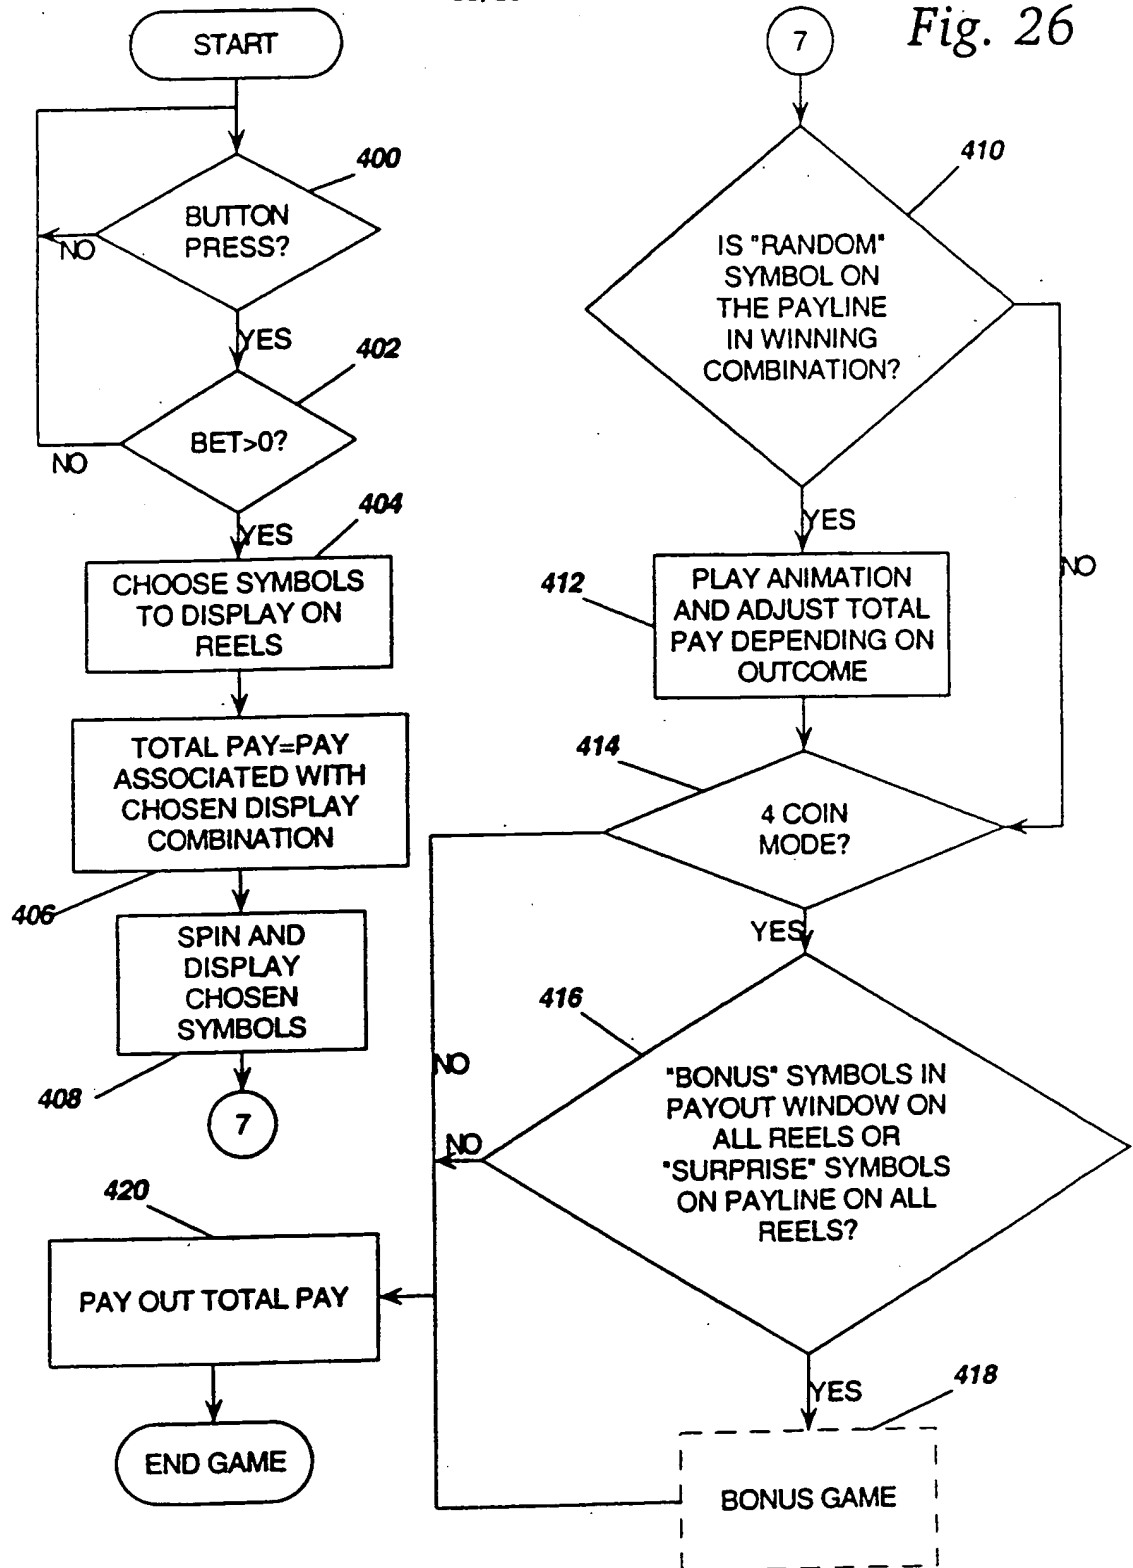 Fig. 26
START
400
BUTTON
PRESS?
NO
YES
402
BET>0?
NO
YES
404
CHOOSE SYMBOLS
TO DISPLAY ON
REELS
TOTAL PAY=PAY
ASSOCIATED WITH
CHOSEN DISPLAY
COMBINATION
406
SPIN AND
DISPLAY
CHOSEN
SYMBOLS
408
7
7
410
IS "RANDOM"
SYMBOL ON
THE PAYLINE
IN WINNING
COMBINATION?
YES
NO
412
PLAY ANIMATION
AND ADJUST TOTAL
PAY DEPENDING ON
OUTCOME
414
4 COIN
MODE?
YES
NO
416
"BONUS" SYMBOLS IN
PAYOUT WINDOW ON
ALL REELS OR
"SURPRISE" SYMBOLS
ON PAYLINE ON ALL
REELS?
NO
YES
418
BONUS GAME
420
PAY OUT TOTAL PAY
END GAME